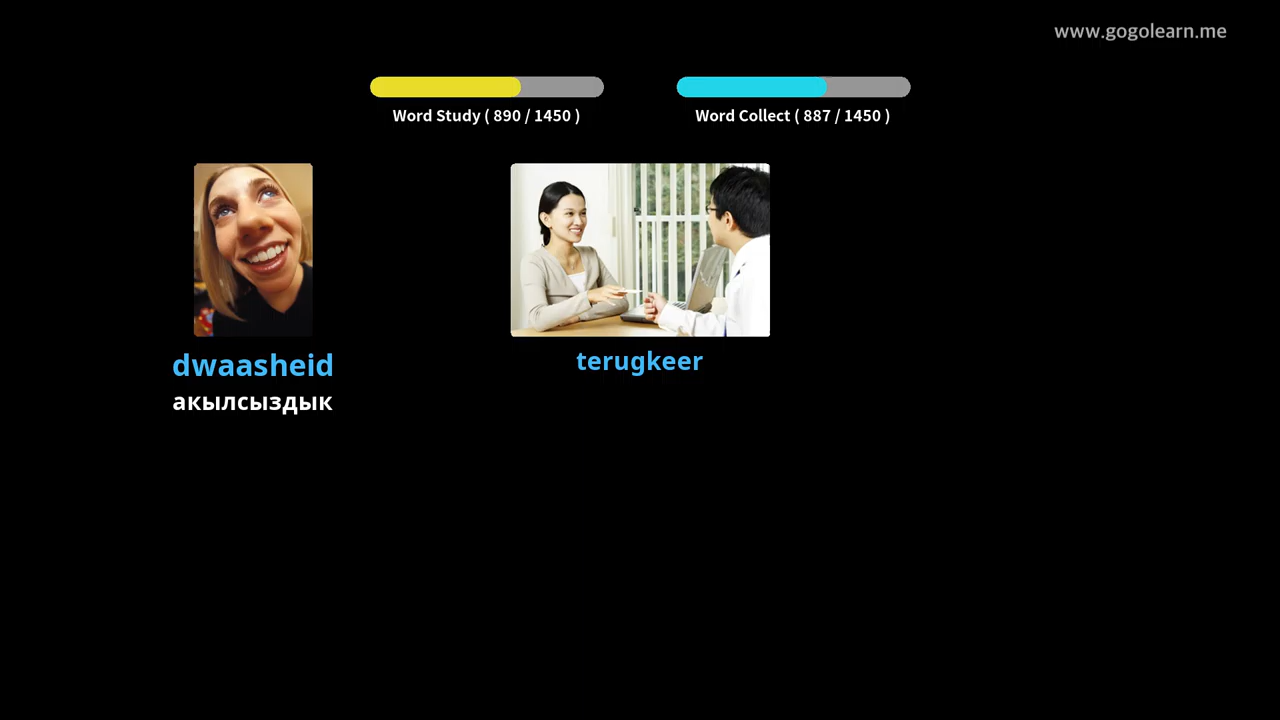 www.gogolearn.me
Word Study ( 890 / 1450 )
Word Collect ( 887 / 1450 )
dwaasheid
terugkeer
акылсыздык